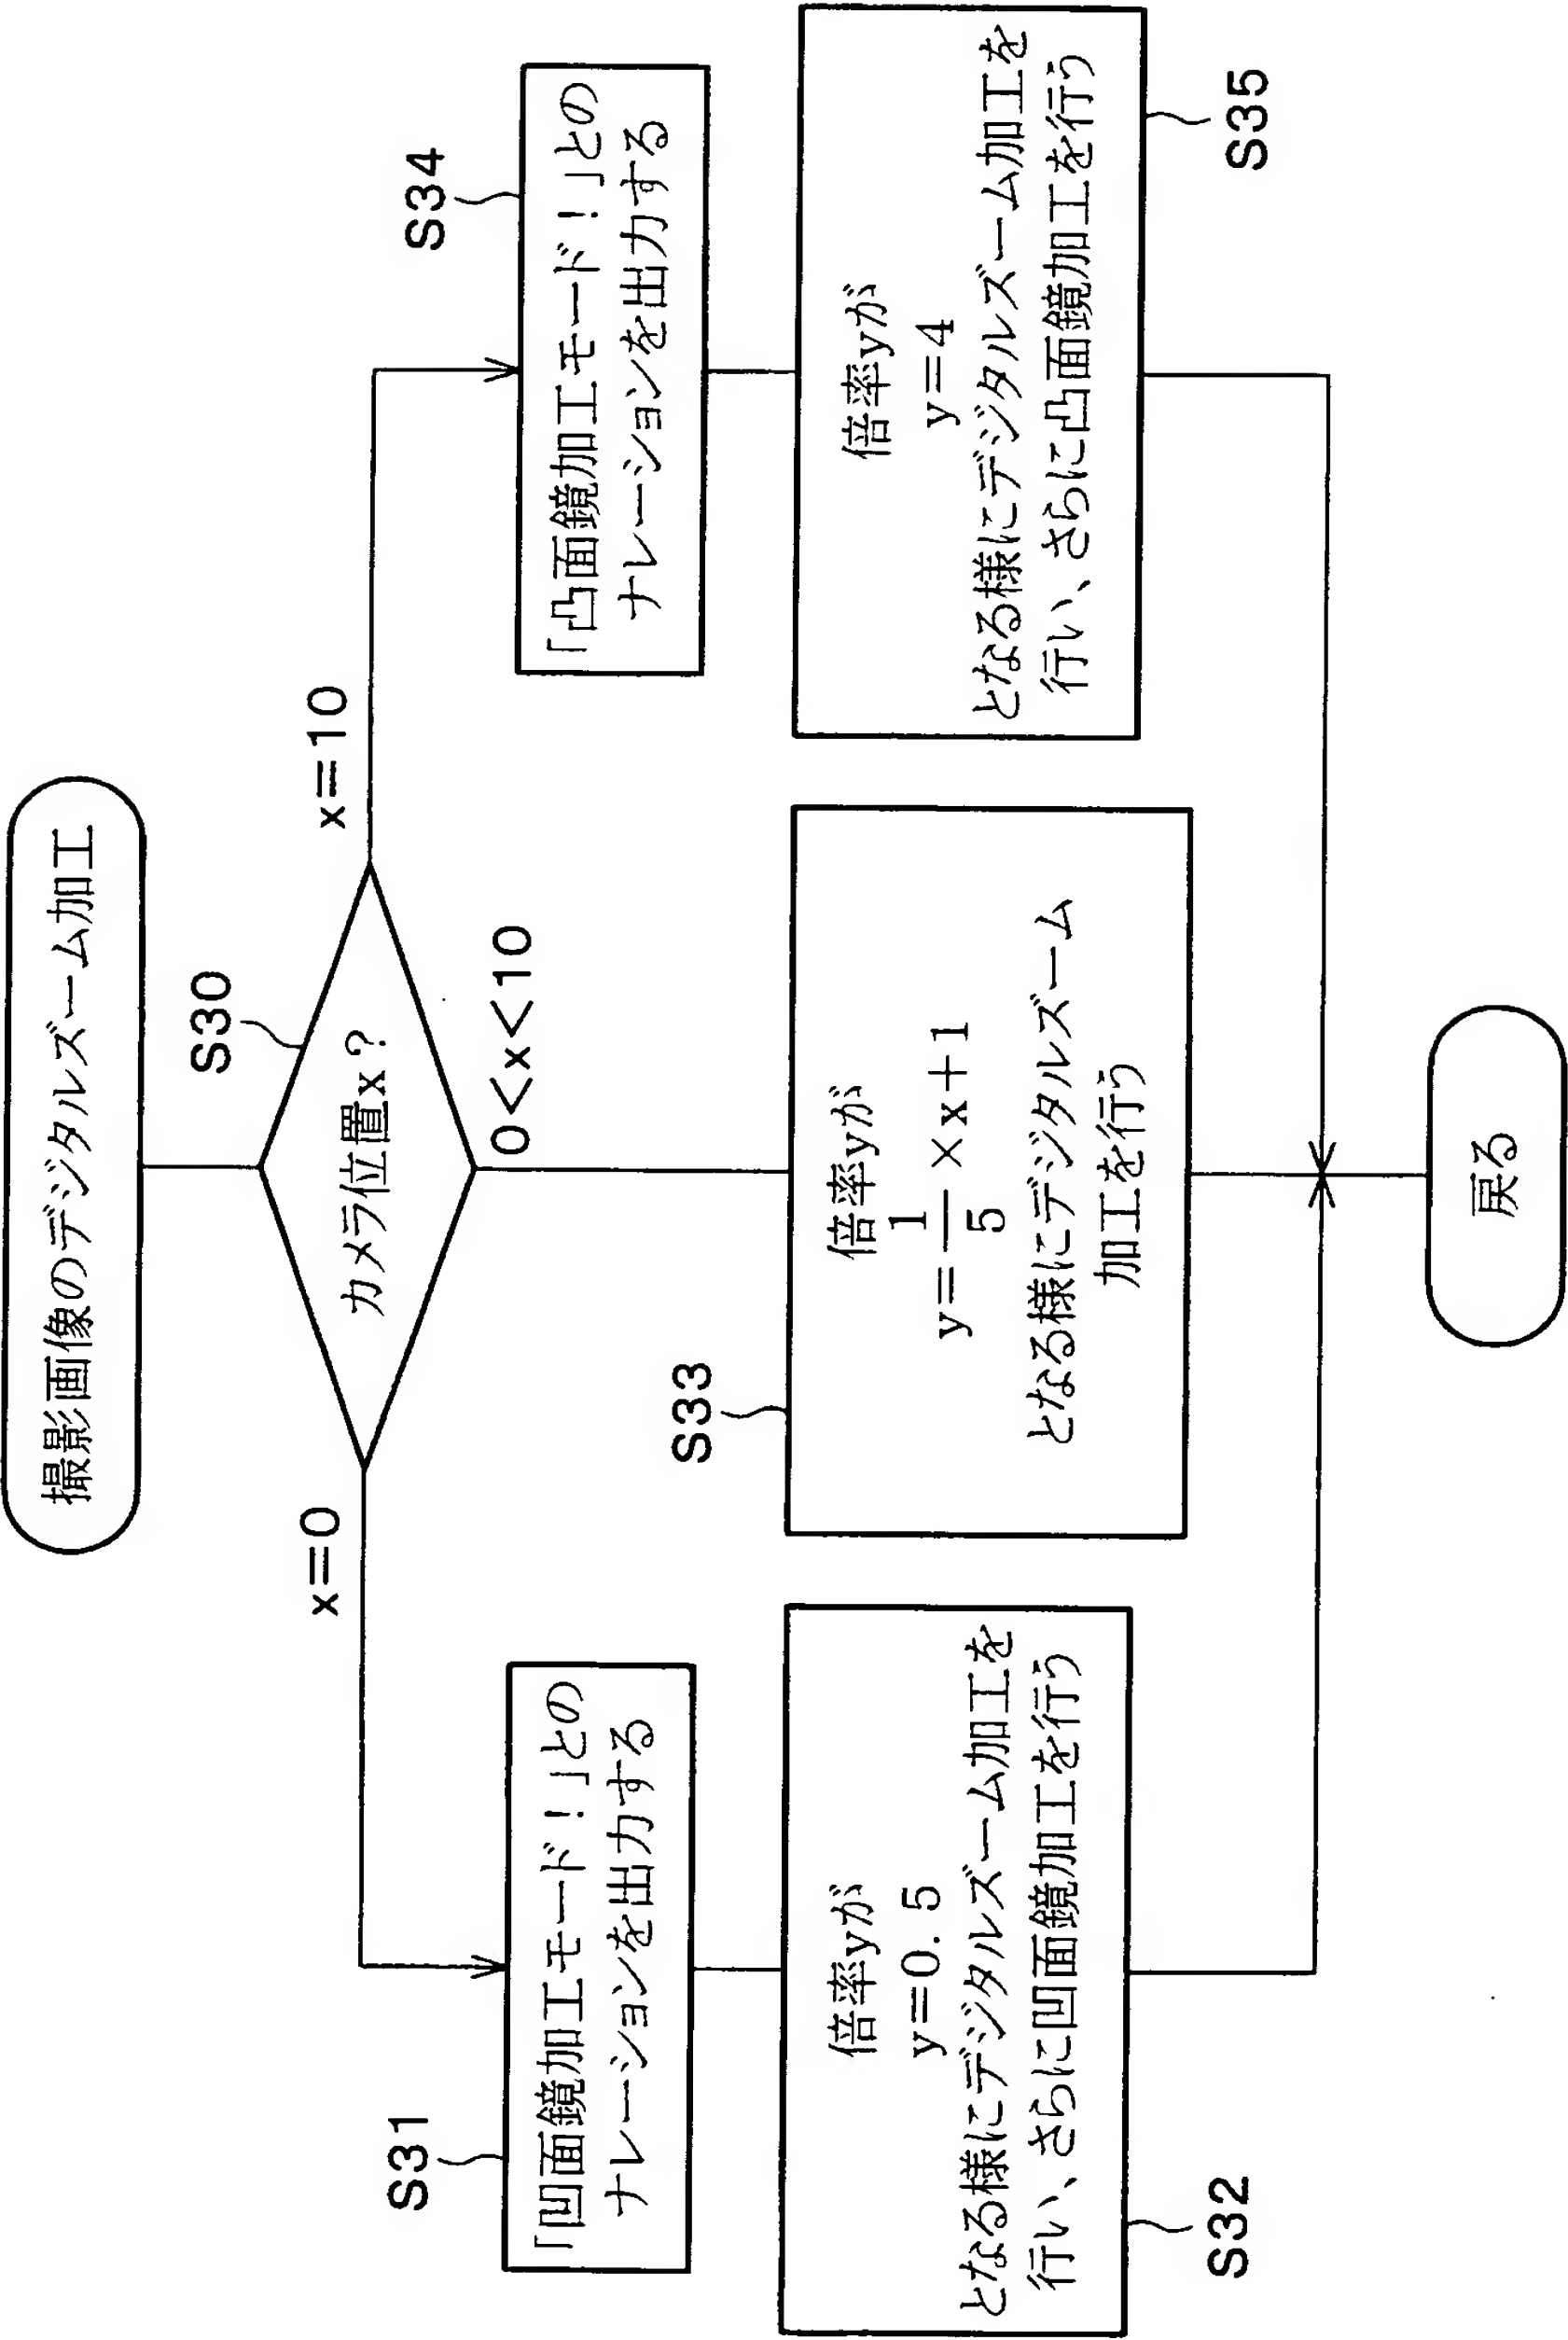 撮影画像のデジタルズーム加工
S30
カメラ位置x?
x=0
0<x<10
x=10
S31
「凹面鏡加工モード！」との
ナレーションを出力する
倍率yが
y=0.5
となる様にデジタルズーム加工を
行い、さらに凹面鏡加工を行う
S32
S33
倍率yが
y=1/5×x+1
となる様にデジタルズーム
加工を行う
S34
「凸面鏡加工モード！」との
ナレーションを出力する
倍率yが
y=4
となる様にデジタルズーム加工を
行い、さらに凸面鏡加工を行う
S35
戻る